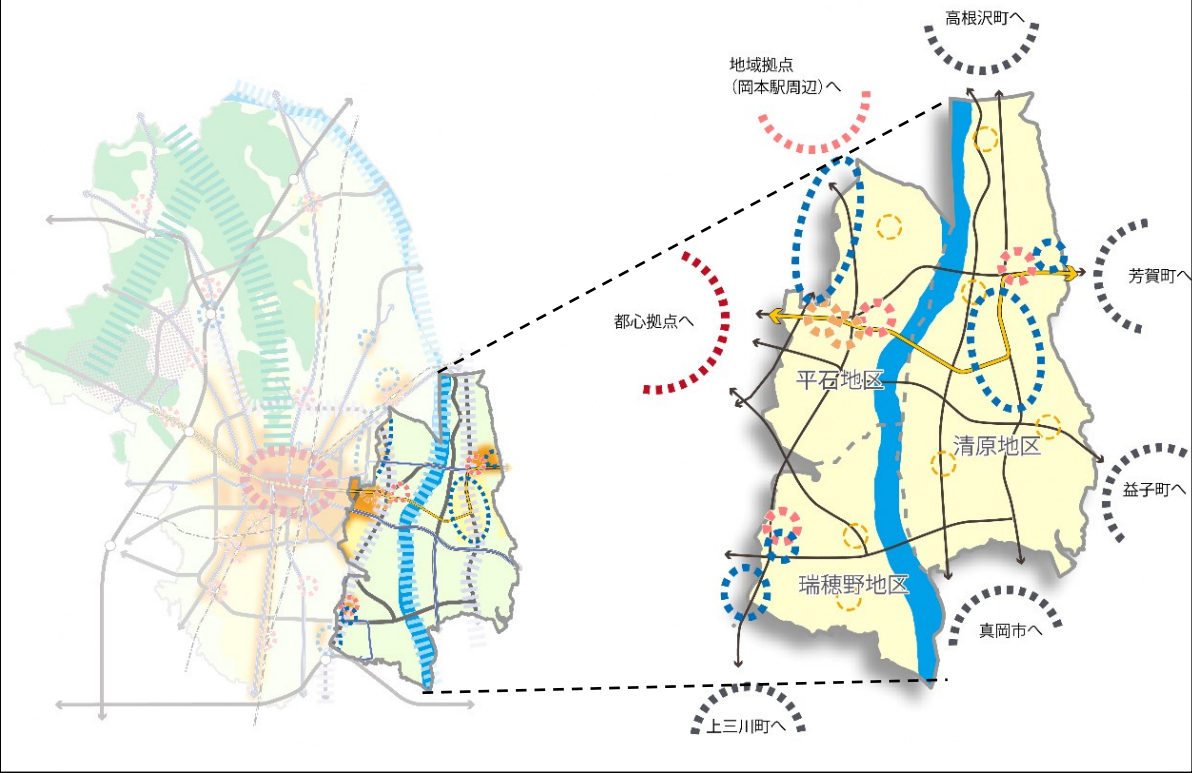 高根沢町へ
地域拠点
（岡本駅周辺）へ
芳賀町へ
都心拠点へ
平石地区
清原地区
益子町へ
瑞穂野地区
真岡市へ
上三川町へ